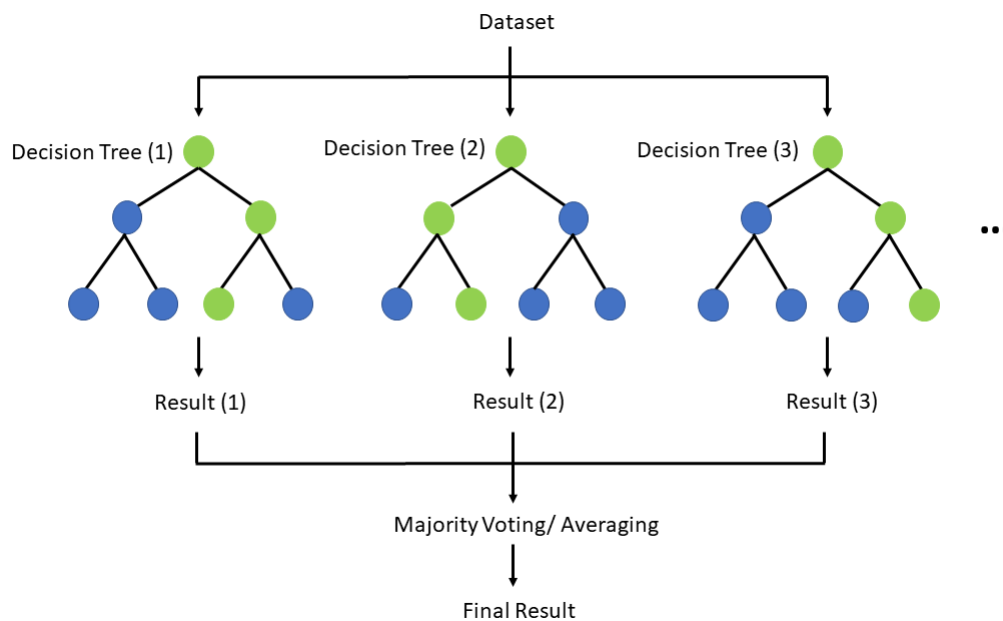 Dataset
Decision Tree (1)
Decision Tree (2)
Decision Tree (3)
..
Result (1)
Result (2)
Result (3)
Majority Voting/ Averaging
Final Result